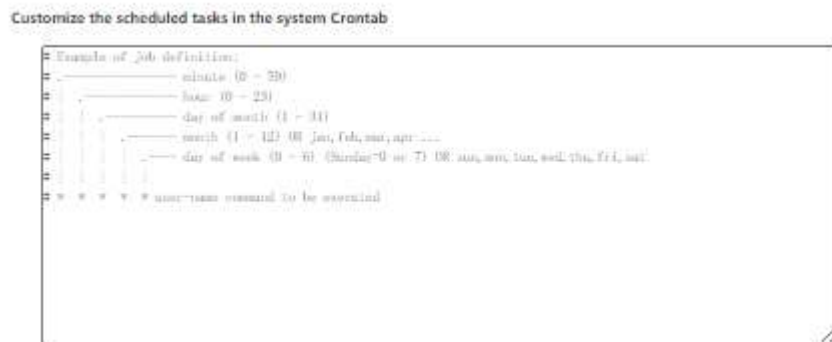 Customize the scheduled tasks in the system Crontab
# Example of job definition:
# .---------------- minute (0 - 59)
# | .------------- hour (0 - 23)
# | | .---------- day of month (1 - 31)
# | | | .------- month (1 - 12) OR jan,feb,mar,apr ...
# | | | | .---- day of week (0 - 6) (Sunday=0 or 7) OR sun,mon,tue,wed,thu,fri,sat
# | | | | |
# * * * * * user-name command to be executed